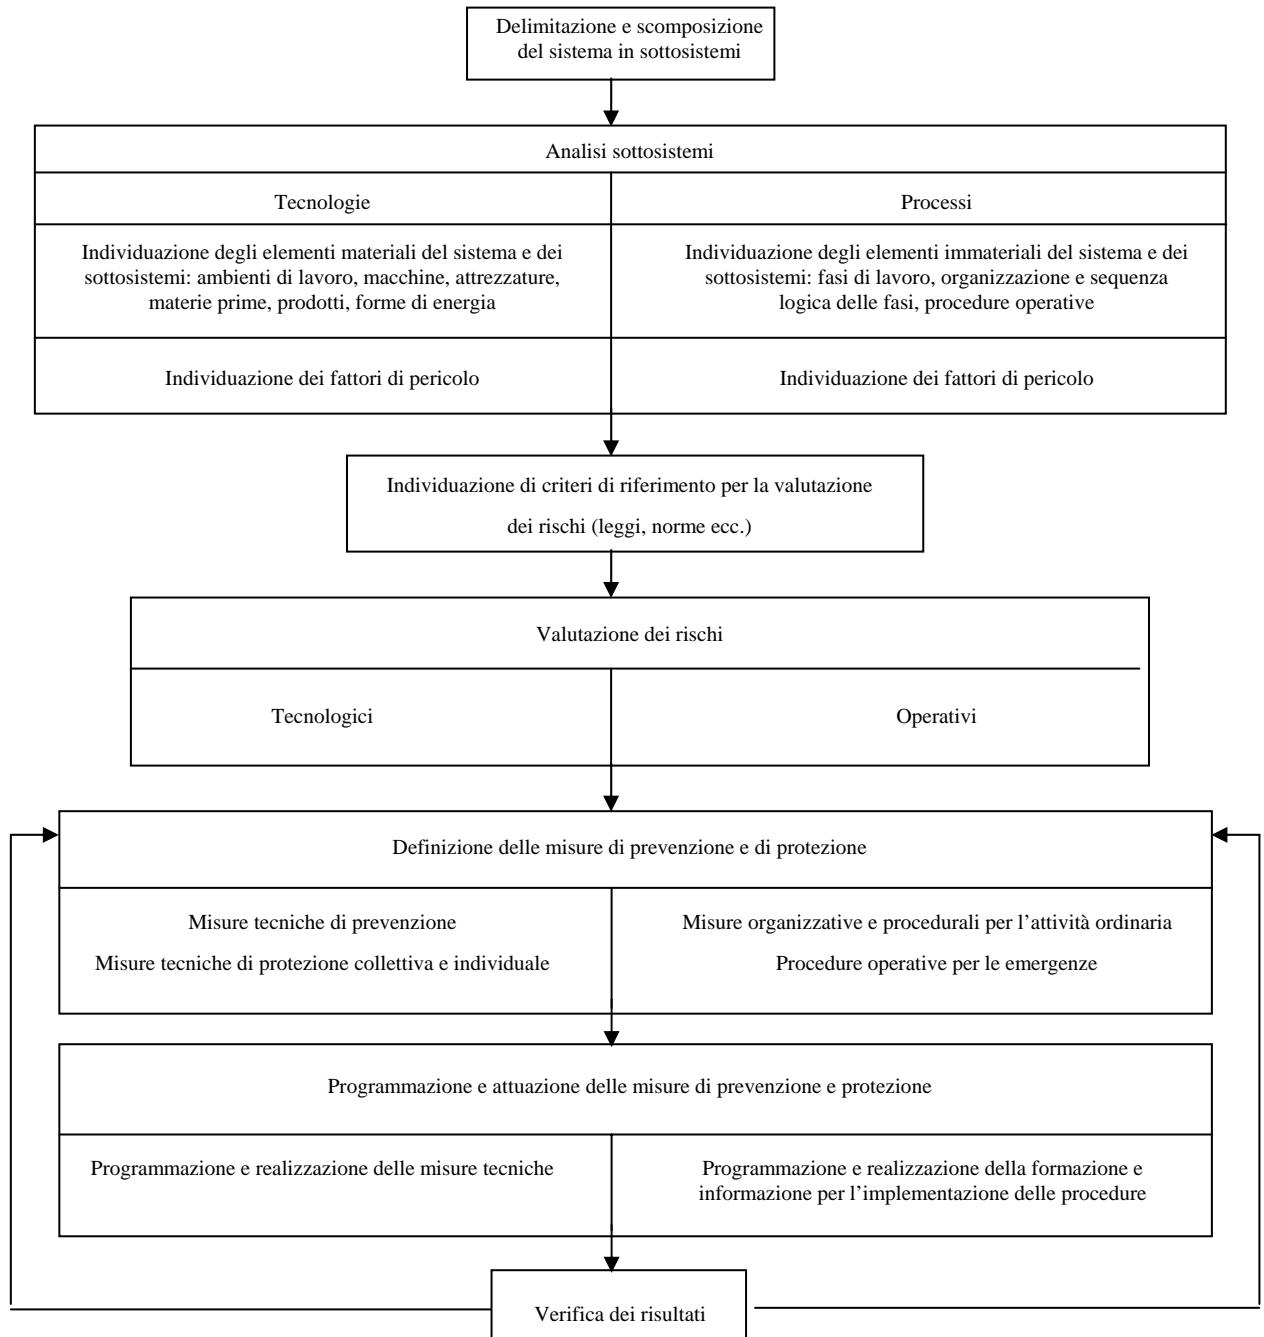 Delimitazione e scomposizione
del sistema in sottosistemi
Analisi sottosistemi
Tecnologie
Processi
Individuazione degli elementi materiali del sistema e dei
sottosistemi: ambienti di lavoro, macchine, attrezzature,
materie prime, prodotti, forme di energia
Individuazione degli elementi immateriali del sistema e dei
sottosistemi: fasi di lavoro, organizzazione e sequenza
logica delle fasi, procedure operative
Individuazione dei fattori di pericolo
Individuazione dei fattori di pericolo
Individuazione di criteri di riferimento per la valutazione
dei rischi (leggi, norme ecc.)
Valutazione dei rischi
Tecnologici
Operativi
Definizione delle misure di prevenzione e di protezione
Misure tecniche di prevenzione
Misure tecniche di protezione collettiva e individuale
Misure organizzative e procedurali per l’attività ordinaria
Procedure operative per le emergenze
Programmazione e attuazione delle misure di prevenzione e protezione
Programmazione e realizzazione delle misure tecniche
Programmazione e realizzazione della formazione e
informazione per l’implementazione delle procedure
Verifica dei risultati